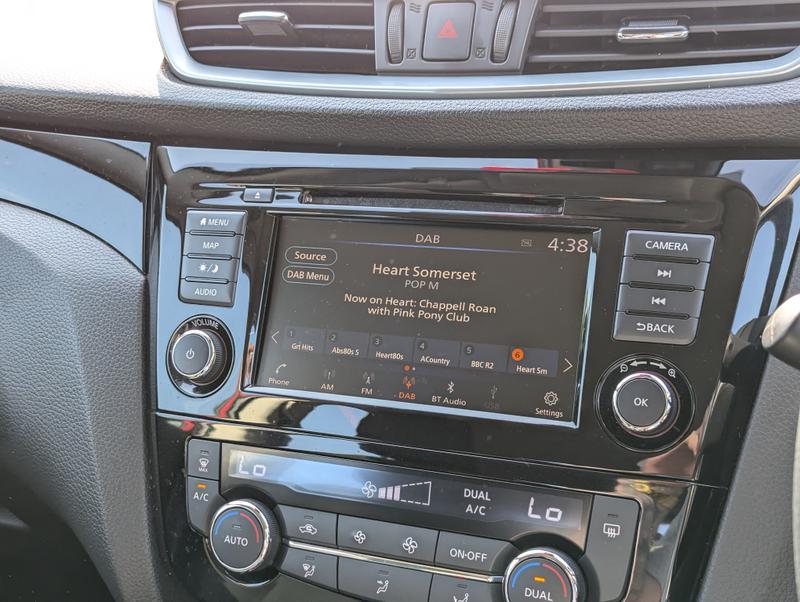 MENU
MAP
AUDIO
VOLUME
DAB
4:38
Source
DAB Menu
Heart Somerset
POP M
Now on Heart: Chappell Roan
with Pink Pony Club
1
Grt Hits
2
Abs80s S
3
Heart80s
4
ACountry
5
BBC R2
6
Heart Sm
Phone
AM
FM
DAB
BT Audio
USB
Settings
CAMERA
BACK
OK
MAX
A/C
Lo
DUAL
A/C
Lo
AUTO
ON·OFF
DUAL